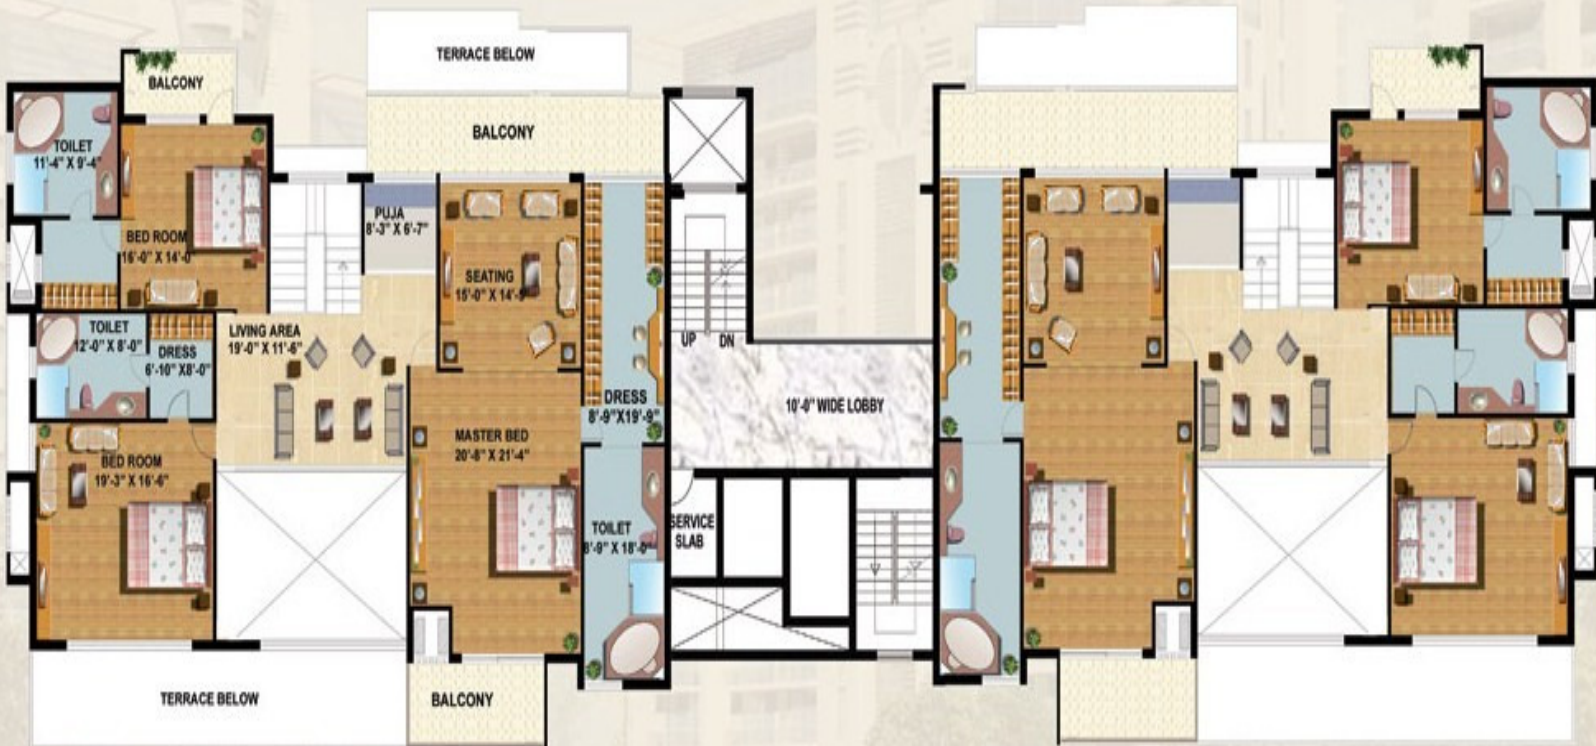 TERRACE BELOW
BALCONY
BALCONY
TOILET
11'-4" X 9'-4"
PUJA
8'-3" X 6'-7"
BED ROOM
16'-0" X 14'-0
SEATING
15'-0" X 14'-9
TOILET
12'-0" X 8'-0"
DRESS
6'-10" X8'-0"
LIVING AREA
19'-0" X 11'-6"
UP DN
DRESS
8'-9"X19'-9"
10'-0" WIDE LOBBY
MASTER BED
20'-8" X 21'-4"
BED ROOM
19'-3" X 16'-6"
TOILET
8'-9" X 18'-0"
SERVICE
SLAB
TERRACE BELOW
BALCONY